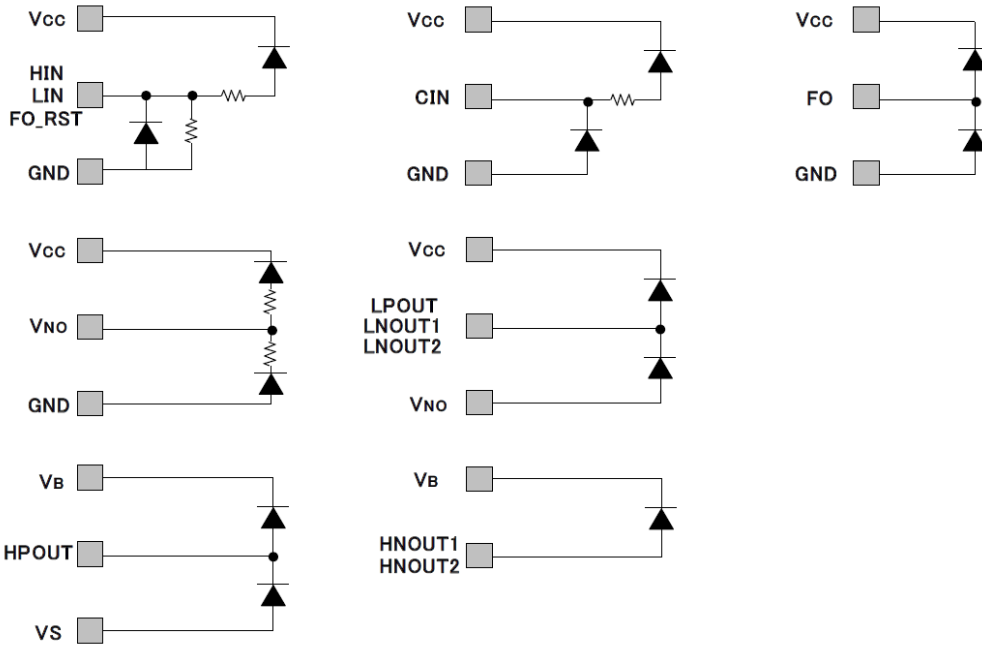 Vcc
HIN
LIN
FO_RST
GND
Vcc
CIN
GND
Vcc
FO
GND
Vcc
VNO
GND
Vcc
LPOUT
LNOUT1
LNOUT2
VNO
VB
HPOUT
VS
VB
HNOUT1
HNOUT2